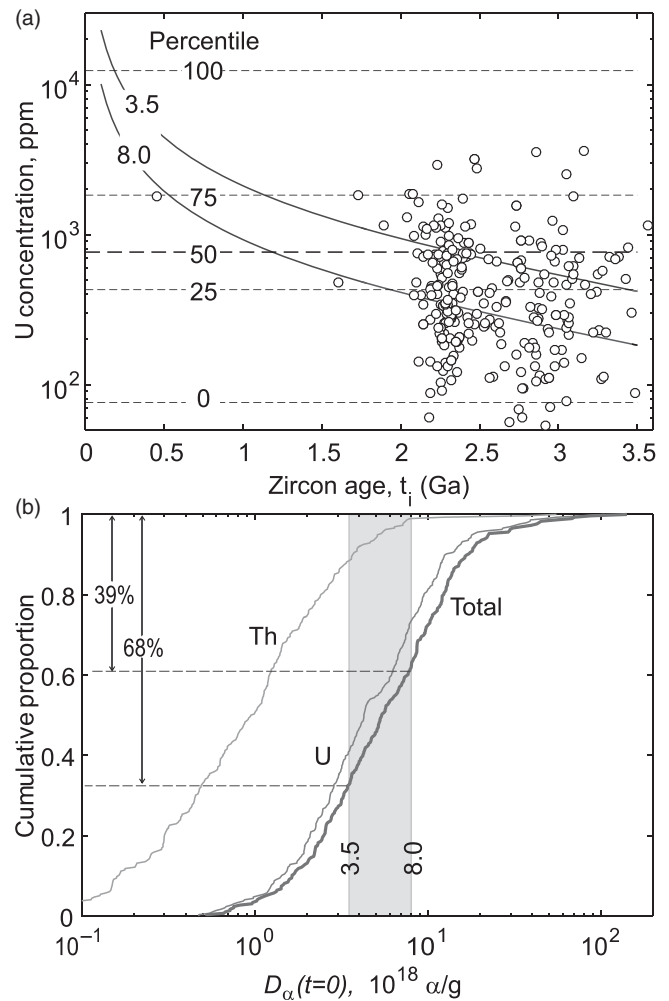 (a)
Percentile
10^4
100
3.5
8.0
75
10^3
50
25
10^2
0
U concentration, ppm
0 0.5 1 1.5 2 2.5 3 3.5
Zircon age, t_i (Ga)
(b)
1
39%
0.8
68%
Th
Total
0.6
0.4
U
0.2
3.5
8.0
0
Cumulative proportion
10^−1 10^0 10^1 10^2
D_α(t=0), 10^18 α/g